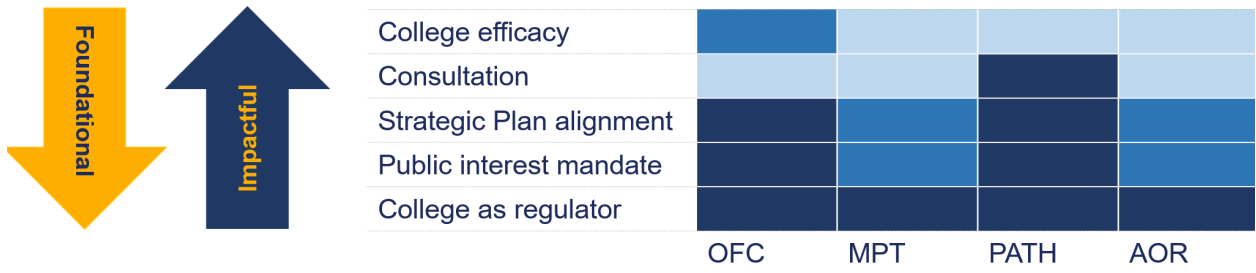 Foundational
Impactful
College efficacy
Consultation
Strategic Plan alignment
Public interest mandate
College as regulator
OFC MPT PATH AOR